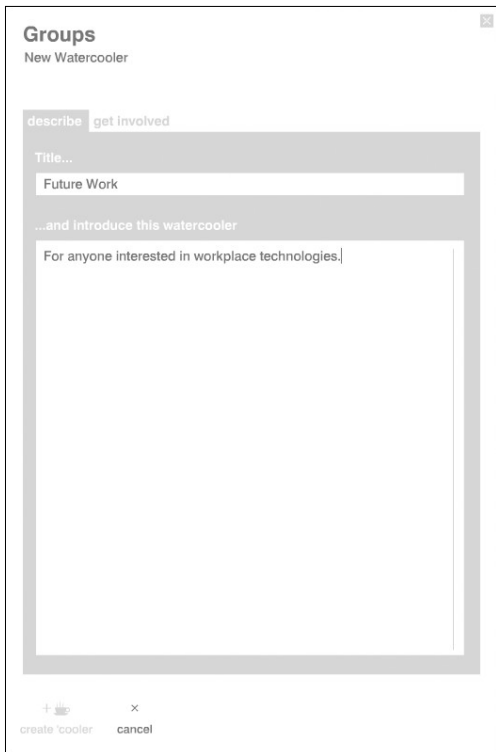 Groups
New Watercooler
describe get involved
Title...
Future Work
...and introduce this watercooler
For anyone interested in workplace technologies.
create 'cooler cancel